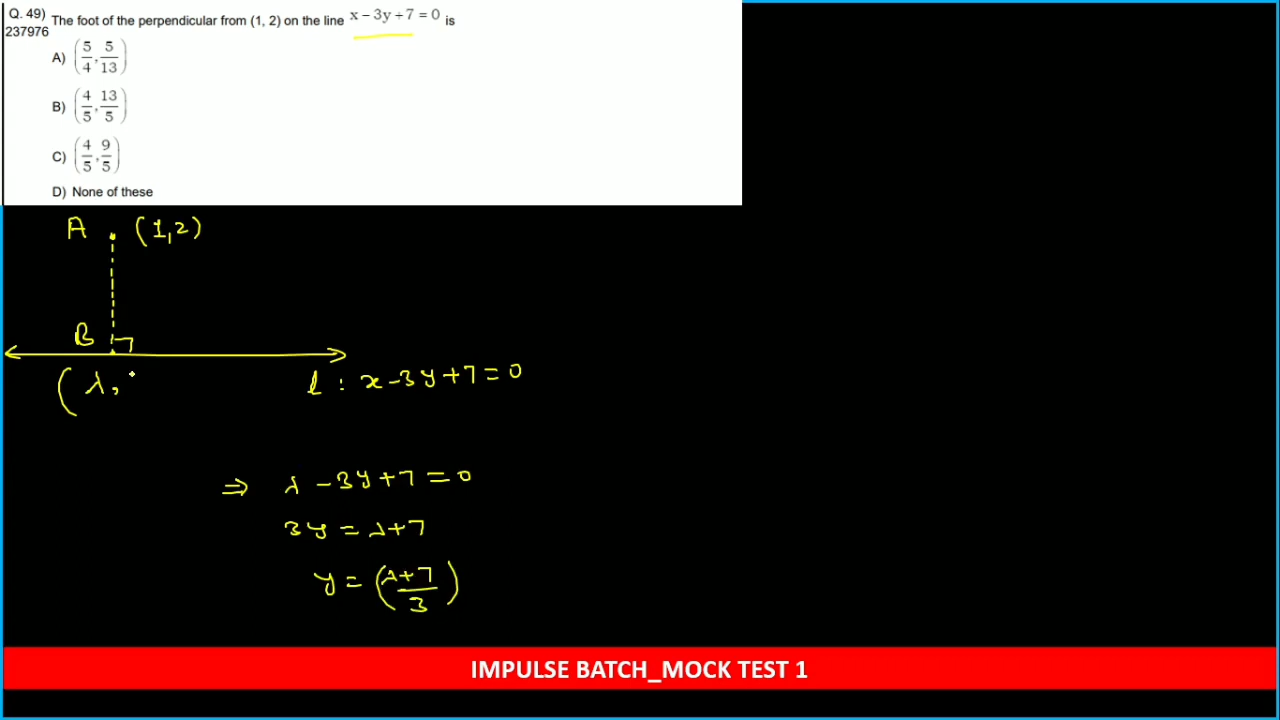 Q. 49) The foot of the perpendicular from (1, 2) on the line x − 3y + 7 = 0 is
237976
A) (5/4, 5/13)
B) (4/5, 13/5)
C) (4/5, 9/5)
D) None of these
A (1,2)
B
(λ,
l : x - 3y + 7 = 0
⇒ λ - 3y + 7 = 0
3y = λ + 7
y = (λ+7/3)
IMPULSE BATCH_MOCK TEST 1